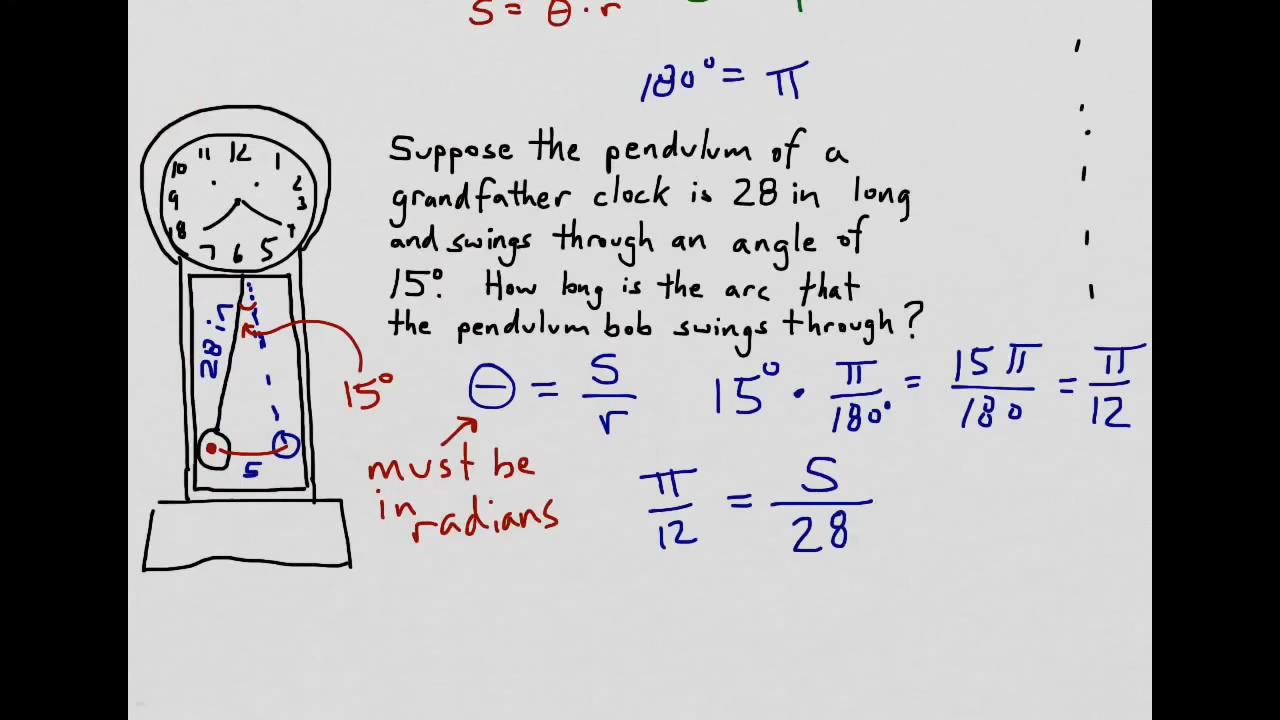 S = θ · r
180° = π
12
11
1
10
2
9
3
18
7
6
5
Suppose the pendulum of a
grandfather clock is 28 in long
and swings through an angle of
15°. How long is the arc that
the pendulum bob swings through?
28 in
15°
S
θ = S/r
15° · π/180° = 15π/180 = π/12
must be
in radians
π/12 = S/28